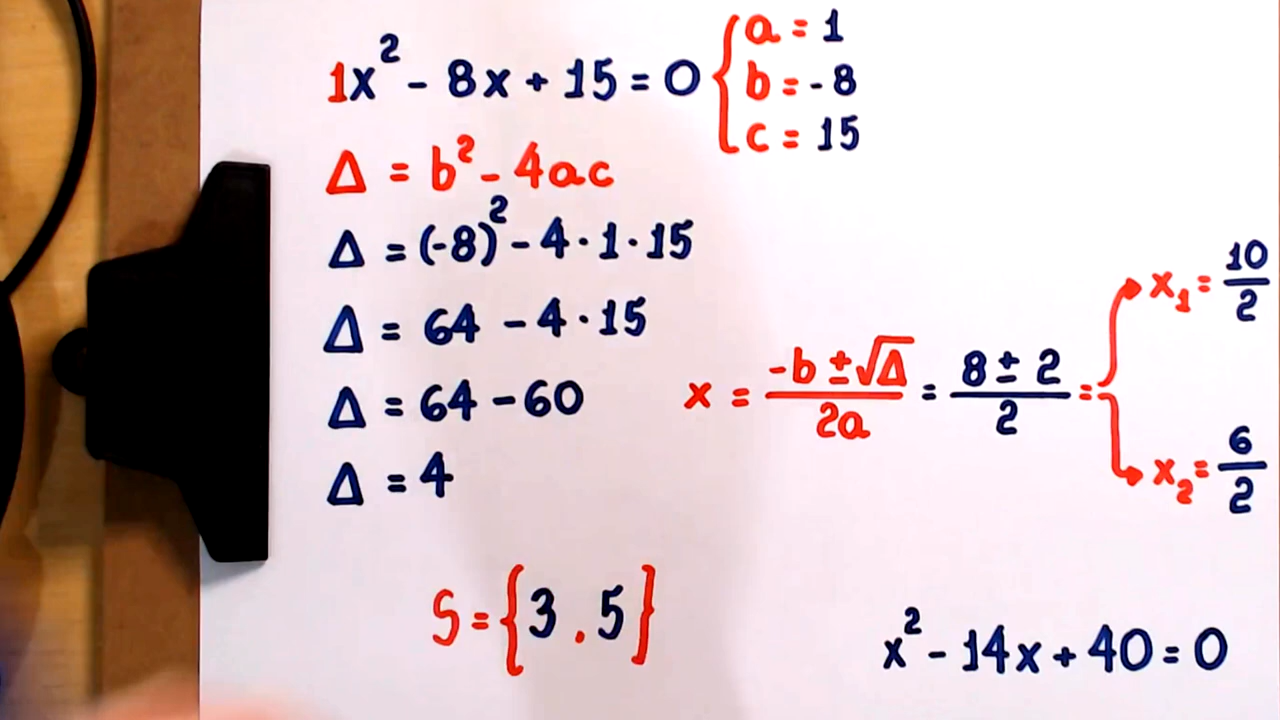 1x² - 8x + 15 = 0 { a = 1
b = - 8
c = 15
Δ = b² - 4ac
Δ = (-8)² - 4 · 1 · 15
Δ = 64 - 4 · 15
Δ = 64 - 60
Δ = 4
x = (-b ± √Δ)/2a = (8 ± 2)/2 =
x₁ = 10/2
x₂ = 6/2
S = {3 . 5}
x² - 14x + 40 = 0